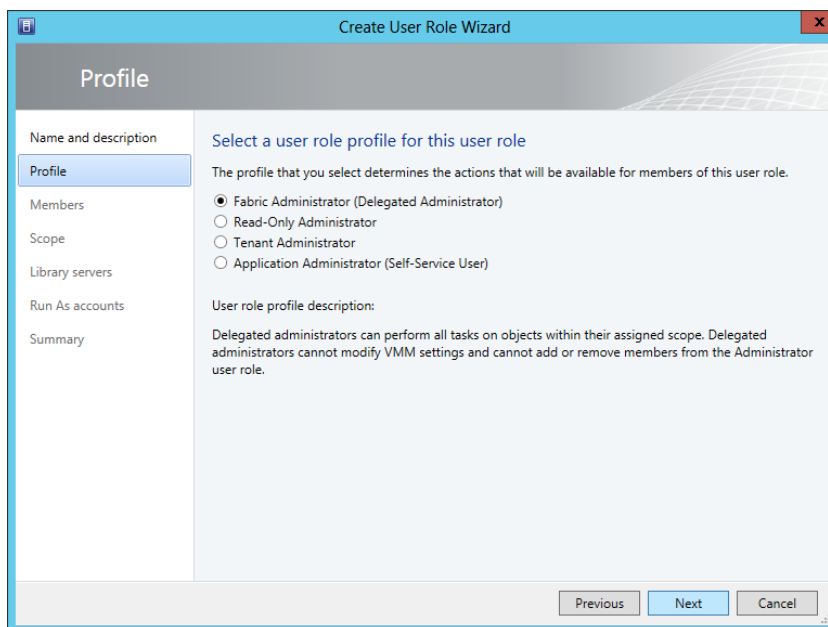 Create User Role Wizard
x
Profile
Name and description
Profile
Members
Scope
Library servers
Run As accounts
Summary
Select a user role profile for this user role
The profile that you select determines the actions that will be available for members of this user role.
Fabric Administrator (Delegated Administrator)
Read-Only Administrator
Tenant Administrator
Application Administrator (Self-Service User)
User role profile description:
Delegated administrators can perform all tasks on objects within their assigned scope. Delegated
administrators cannot modify VMM settings and cannot add or remove members from the Administrator
user role.
Previous
Next
Cancel